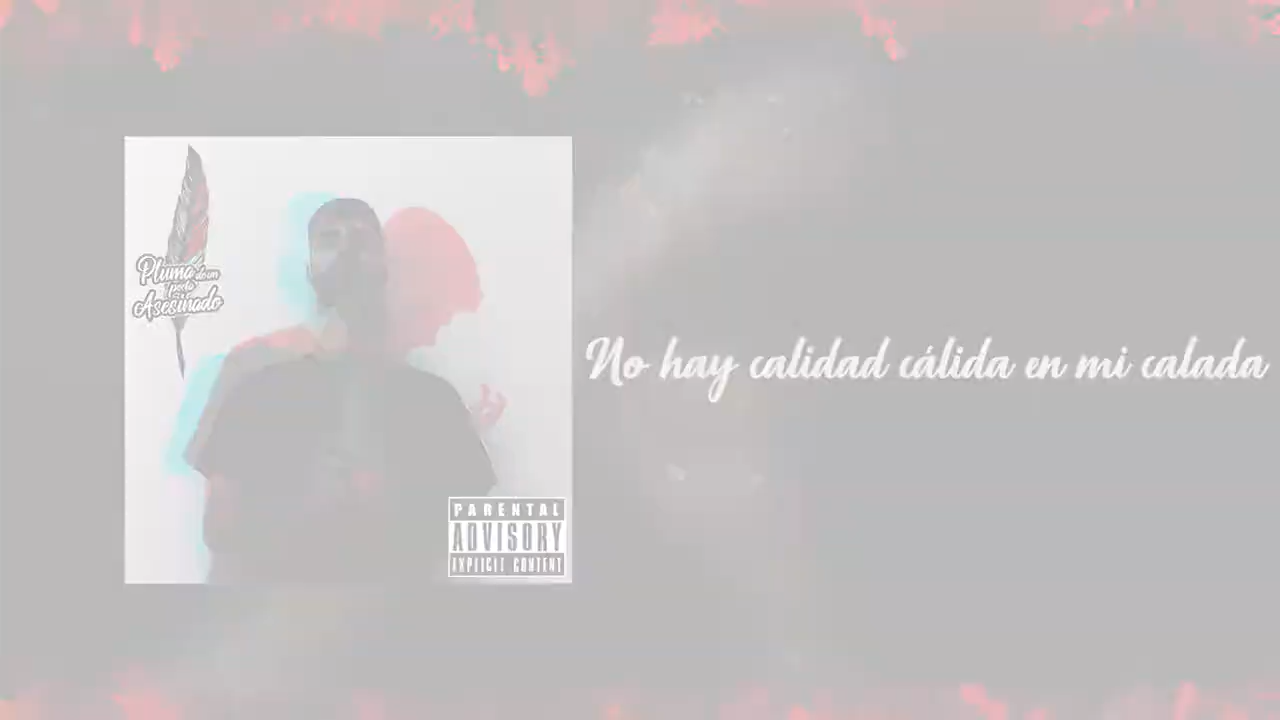 Pluma de un
poeta
Asesinado
No hay calidad cálida en mi calada
PARENTAL
ADVISORY
EXPLICIT CONTENT